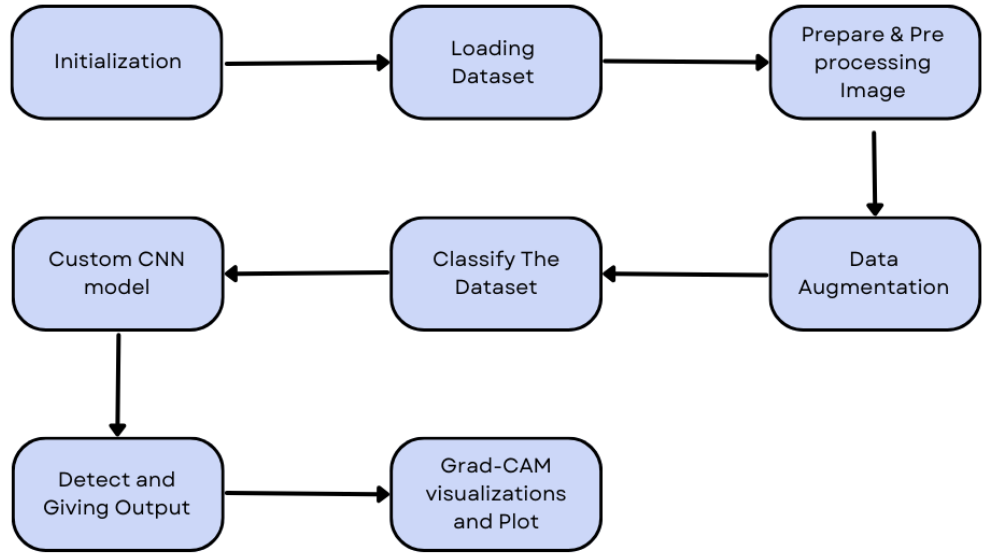 Initialization
Loading
Dataset
Prepare & Pre
processing
Image
Data
Augmentation
Classify The
Dataset
Custom CNN
model
Detect and
Giving Output
Grad-CAM
visualizations
and Plot